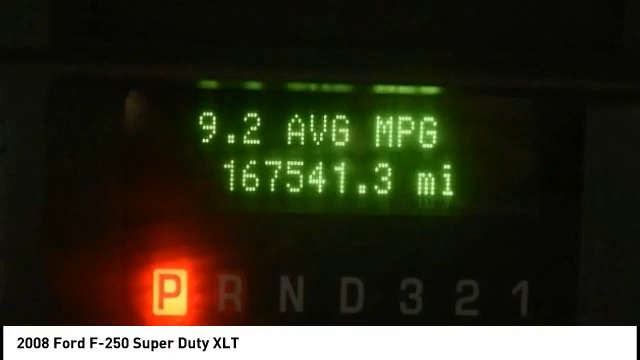 9.2 AVG MPG
167541.3 mi
P R N D 3 2 1
2008 Ford F-250 Super Duty XLT